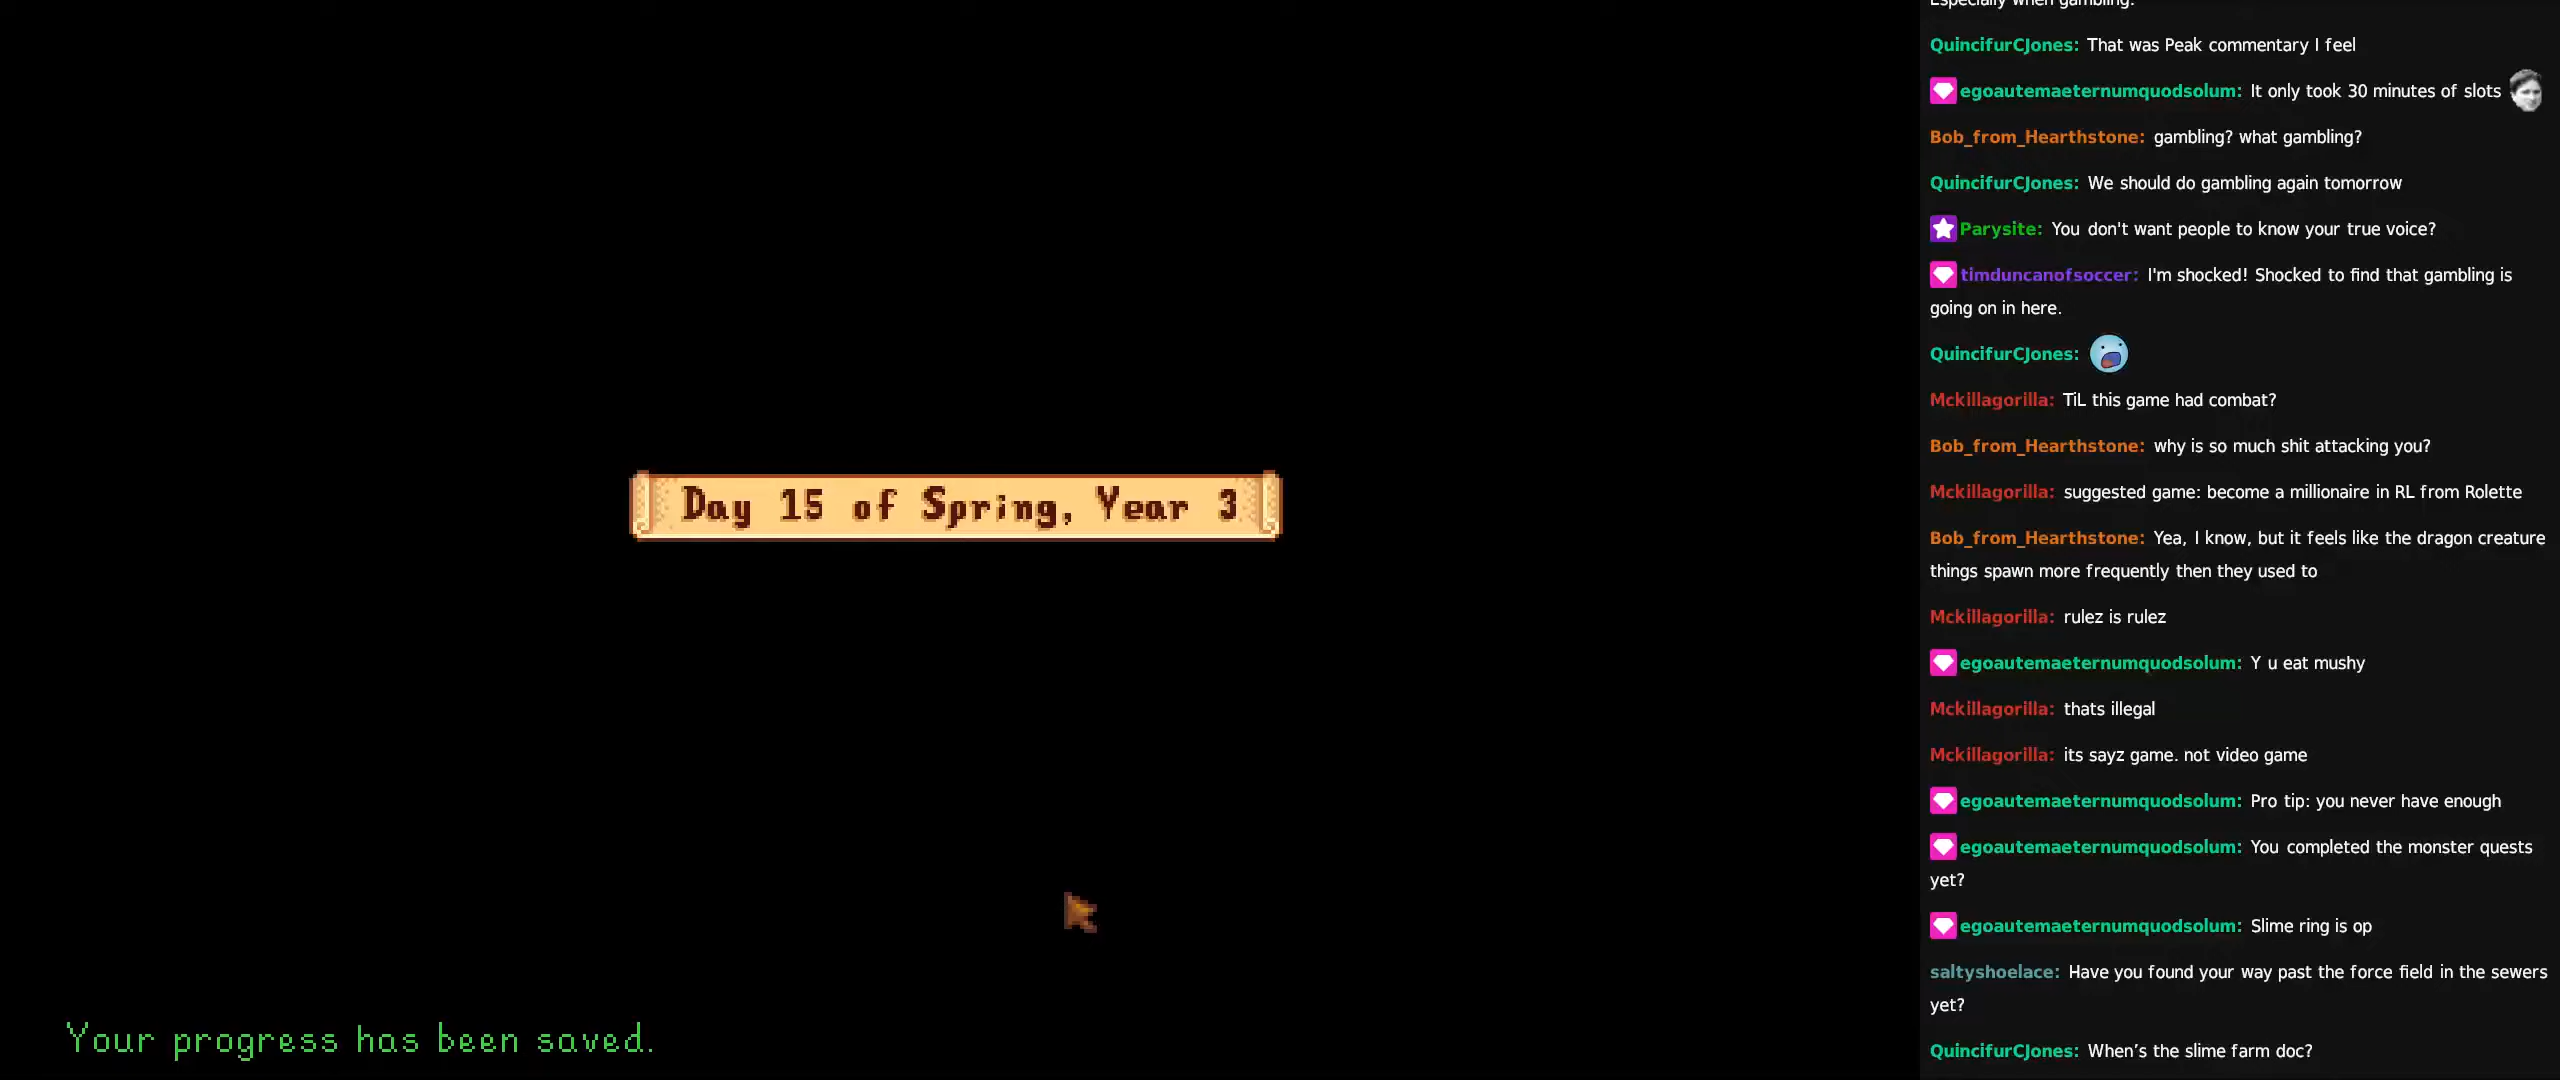 Especially when gambling.
QuincifurCJones: That was Peak commentary I feel
egoautemaeternumquodsolum: It only took 30 minutes of slots
Bob_from_Hearthstone: gambling? what gambling?
QuincifurCJones: We should do gambling again tomorrow
Parysite: You don't want people to know your true voice?
timduncanofsoccer: I'm shocked! Shocked to find that gambling is
going on in here.
QuincifurCJones:
Mckillagorilla: TiL this game had combat?
Bob_from_Hearthstone: why is so much shit attacking you?
Mckillagorilla: suggested game: become a millionaire in RL from Rolette
Bob_from_Hearthstone: Yea, I know, but it feels like the dragon creature
things spawn more frequently then they used to
Mckillagorilla: rulez is rulez
egoautemaeternumquodsolum: Y u eat mushy
Mckillagorilla: thats illegal
Mckillagorilla: its sayz game. not video game
egoautemaeternumquodsolum: Pro tip: you never have enough
egoautemaeternumquodsolum: You completed the monster quests
yet?
egoautemaeternumquodsolum: Slime ring is op
saltyshoelace: Have you found your way past the force field in the sewers
yet?
QuincifurCJones: When’s the slime farm doc?
Day 15 of Spring, Year 3
Your progress has been saved.